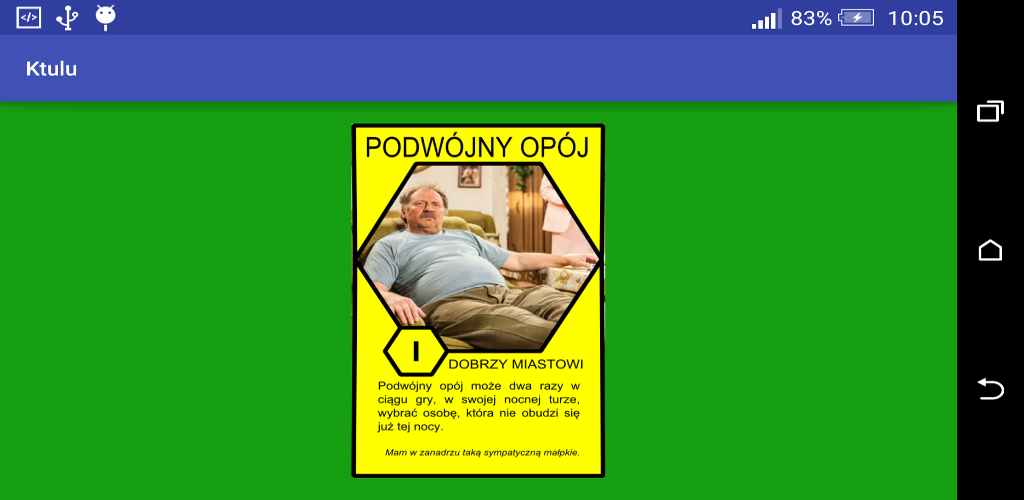 83% 10:05
Ktulu
PODWÓJNY OPÓJ
I
DOBRZY MIASTOWI
Podwójny opój może dwa razy w
ciągu gry, w swojej nocnej turze,
wybrać osobę, która nie obudzi się
już tej nocy.
Mam w zanadrzu taką sympatyczną małpkie.